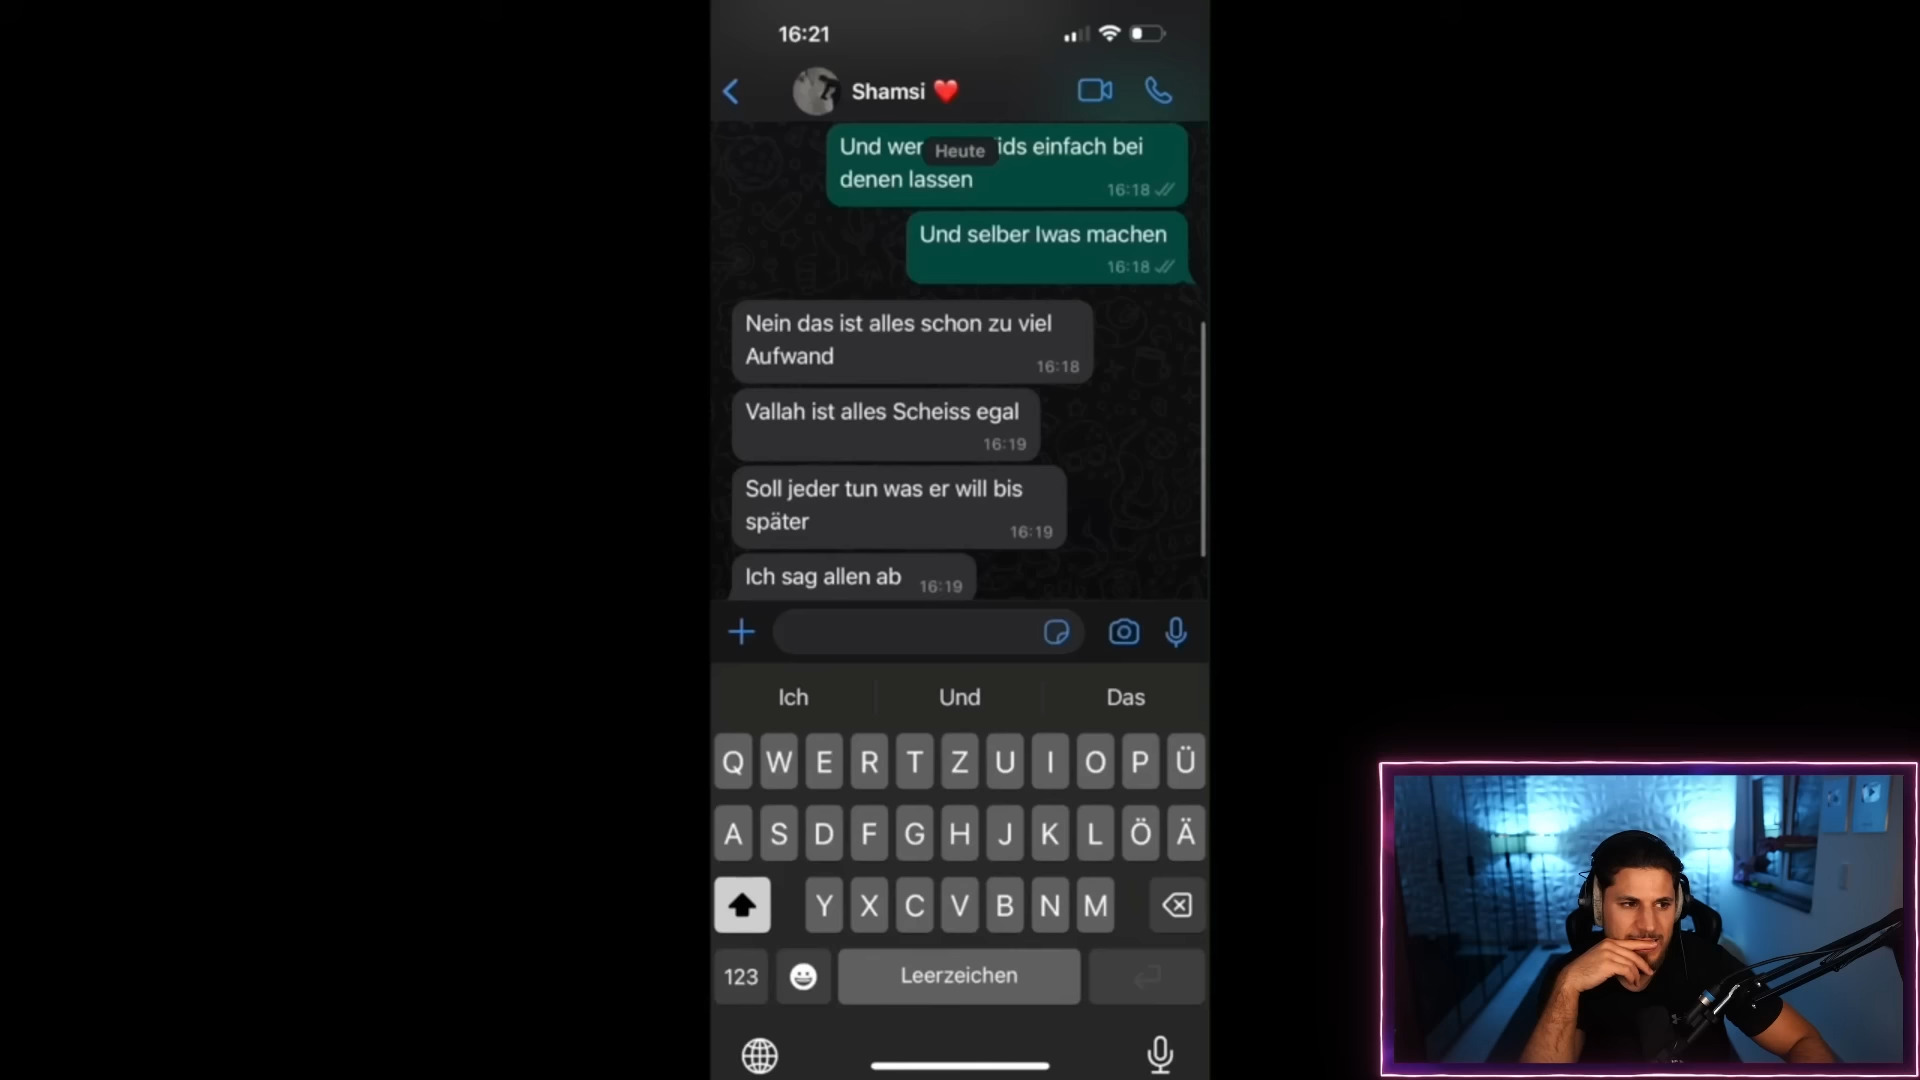 16:21
Shamsi ❤️
Und wer
Heute
ids einfach bei
denen lassen
16:18
Und selber Iwas machen
16:18
Nein das ist alles schon zu viel
Aufwand
16:18
Vallah ist alles Scheiss egal
16:19
Soll jeder tun was er will bis
später
16:19
Ich sag allen ab
16:19
Ich
Und
Das
Q W E R T Z U I O P Ü
A S D F G H J K L Ö Ä
Y X C V B N M
123
Leerzeichen